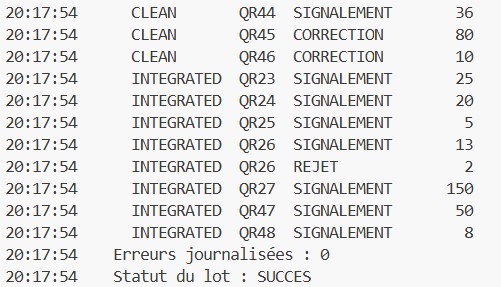 20:17:54 CLEAN QR44 SIGNALEMENT 36
20:17:54 CLEAN QR45 CORRECTION 80
20:17:54 CLEAN QR46 CORRECTION 10
20:17:54 INTEGRATED QR23 SIGNALEMENT 25
20:17:54 INTEGRATED QR24 SIGNALEMENT 20
20:17:54 INTEGRATED QR25 SIGNALEMENT 5
20:17:54 INTEGRATED QR26 SIGNALEMENT 13
20:17:54 INTEGRATED QR26 REJET 2
20:17:54 INTEGRATED QR27 SIGNALEMENT 150
20:17:54 INTEGRATED QR47 SIGNALEMENT 50
20:17:54 INTEGRATED QR48 SIGNALEMENT 8
20:17:54 Erreurs journalisées : 0
20:17:54 Statut du lot : SUCCES